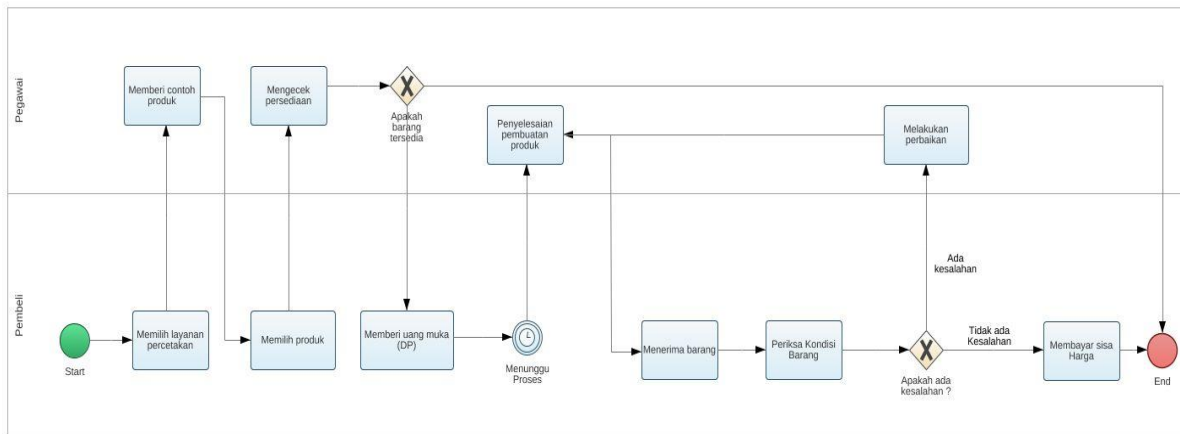 Pegawai
Memberi contoh
produk
Mengecek
persediaan
Apakah
barang
tersedia
Penyelesaian
pembuatan
produk
Melakukan
perbaikan
Pembeli
Start
Memilih layanan
percetakan
Memilih produk
Memberi uang muka
(DP)
Menunggu
Proses
Menerima barang
Periksa Kondisi
Barang
Apakah ada
kesalahan ?
Ada
kesalahan
Tidak ada
Kesalahan
Membayar sisa
Harga
End